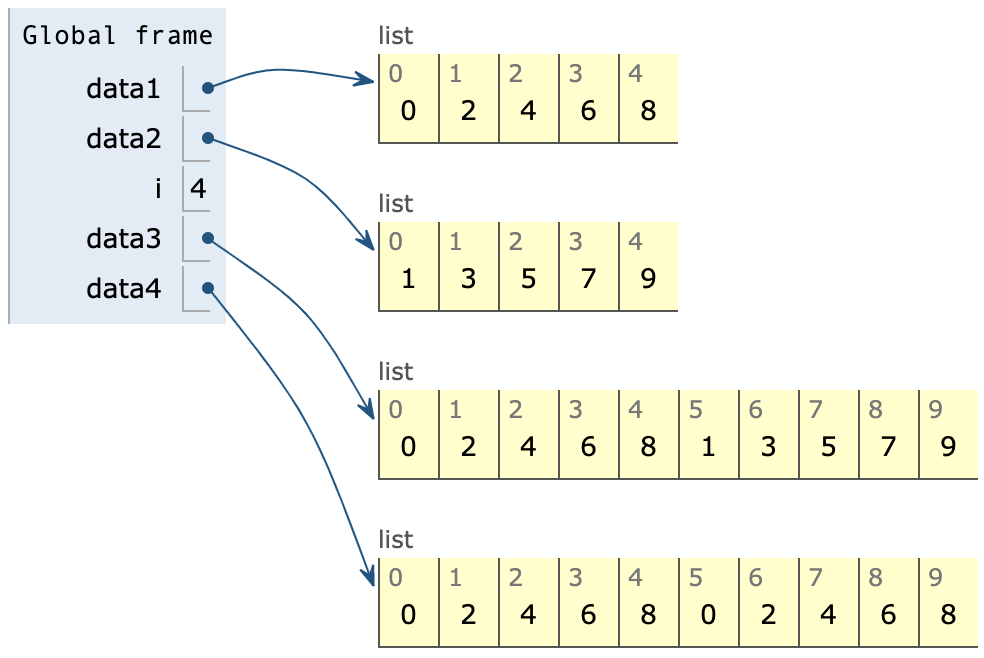 Global frame
data1
data2
i 4
data3
data4
list
0 1 2 3 4
0 2 4 6 8
list
0 1 2 3 4
1 3 5 7 9
list
0 1 2 3 4 5 6 7 8 9
0 2 4 6 8 1 3 5 7 9
list
0 1 2 3 4 5 6 7 8 9
0 2 4 6 8 0 2 4 6 8